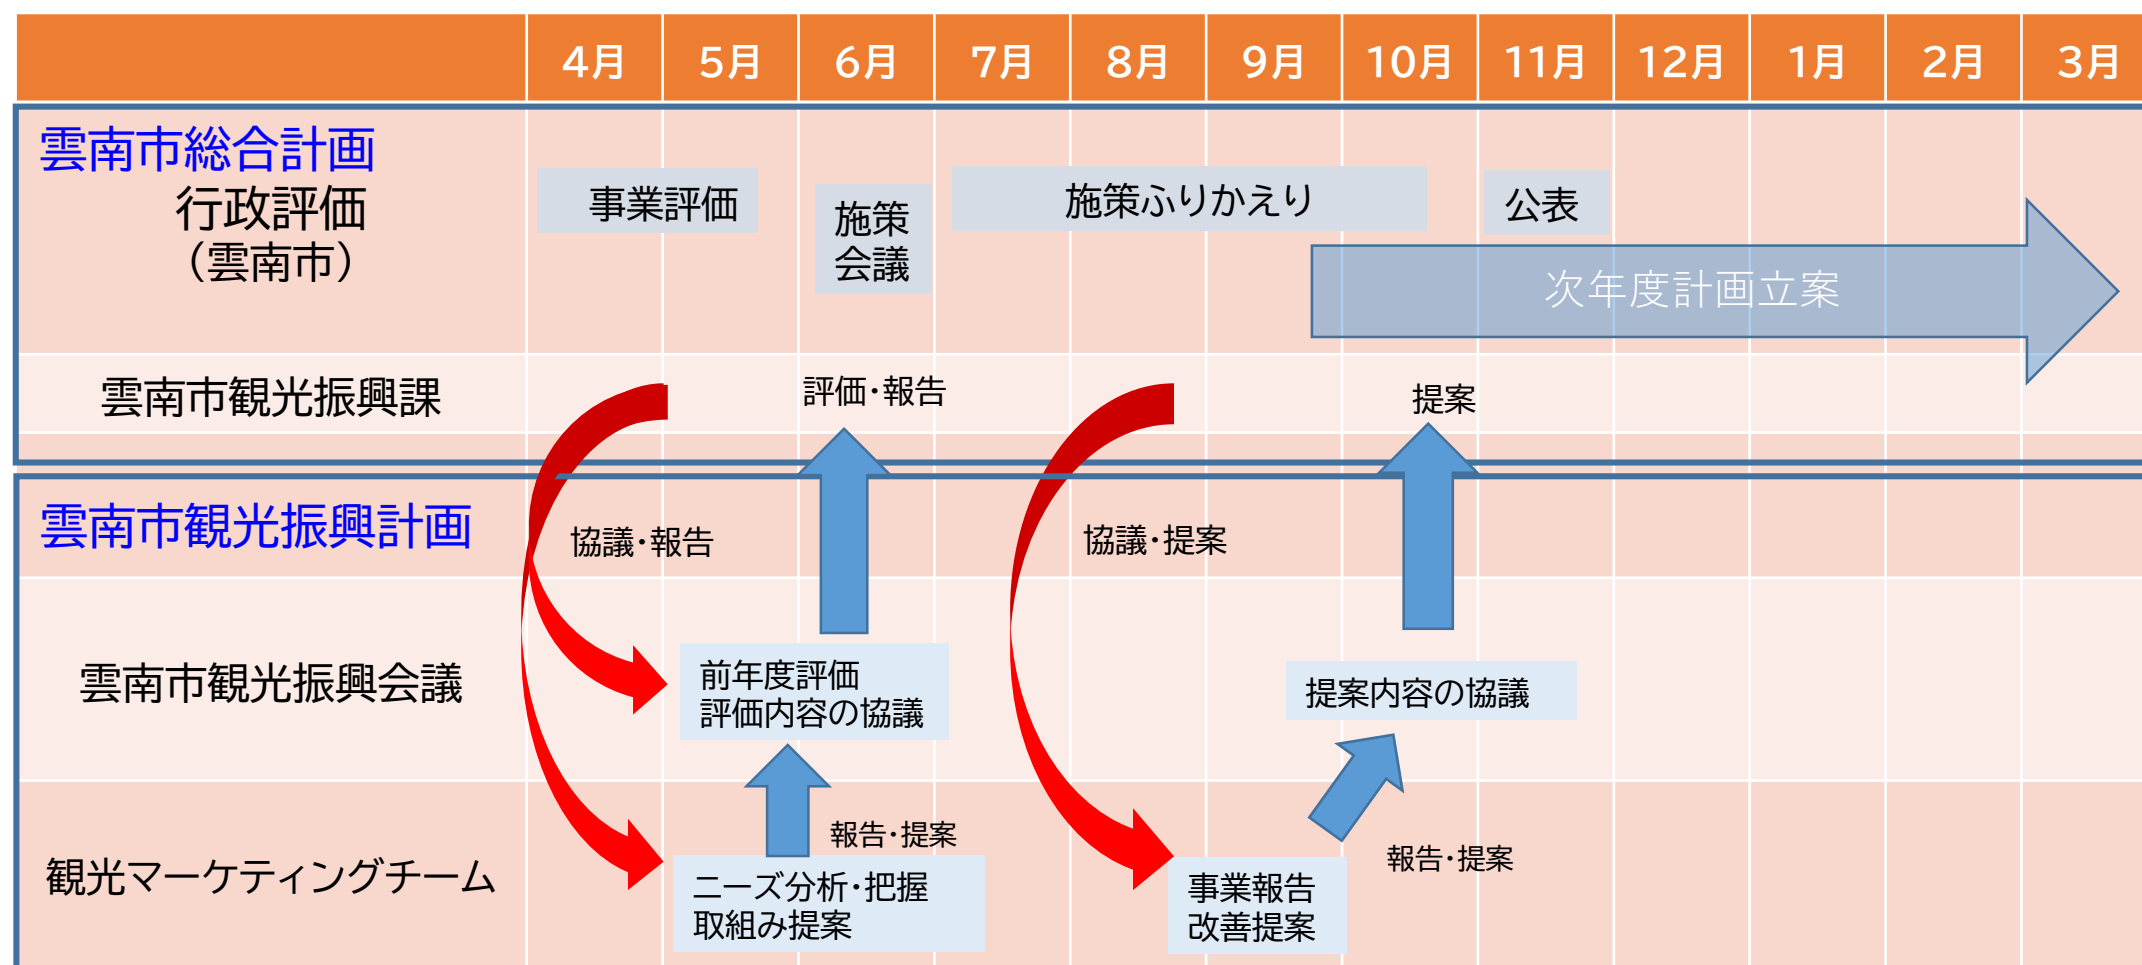 4月 5月 6月 7月 8月 9月 10月 11月 12月 1月 2月 3月
雲南市総合計画
行政評価
（雲南市）
事業評価
施策
会議
施策ふりかえり
公表
次年度計画立案
雲南市観光振興課
評価・報告
提案
雲南市観光振興計画
協議・報告
協議・提案
雲南市観光振興会議
前年度評価
評価内容の協議
提案内容の協議
観光マーケティングチーム
報告・提案
ニーズ分析・把握
取組み提案
報告・提案
事業報告
改善提案